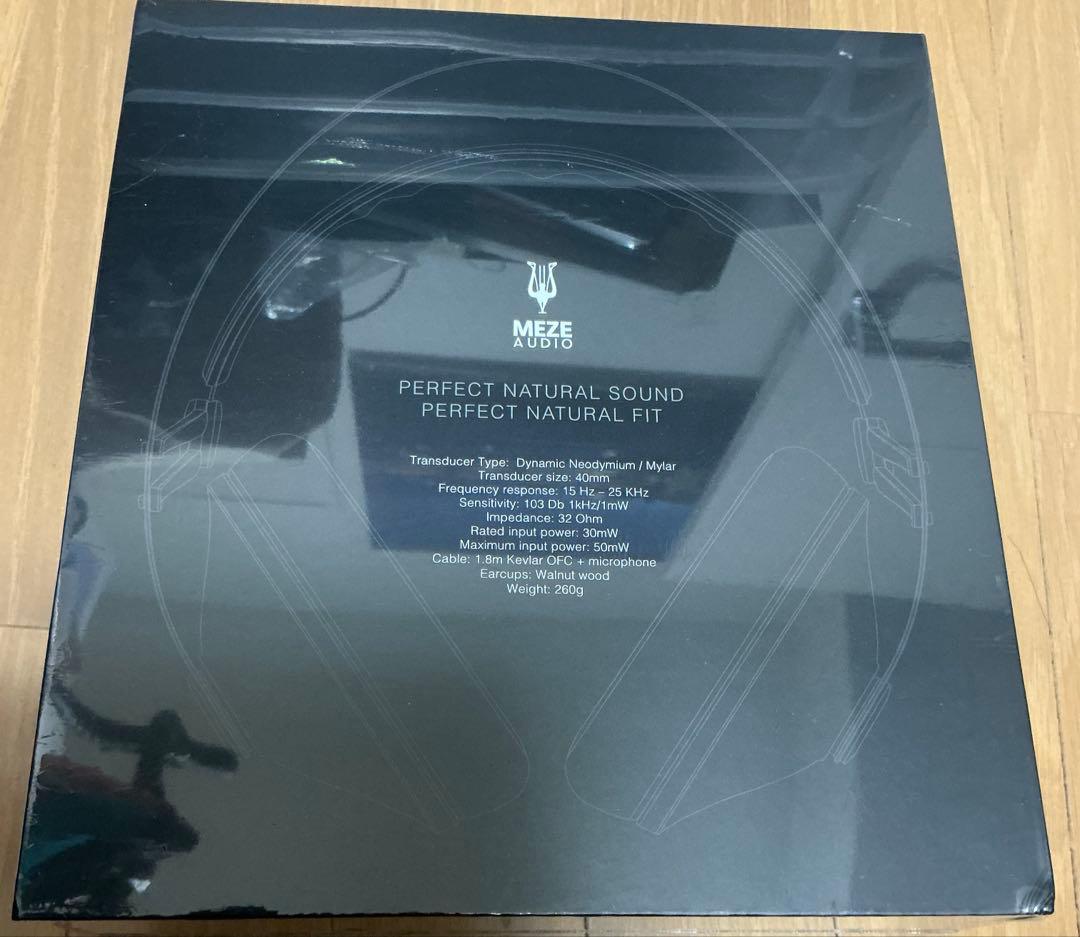 MEZE
AUDIO
PERFECT NATURAL SOUND
PERFECT NATURAL FIT
Transducer Type: Dynamic Neodymium / Mylar
Transducer size: 40mm
Frequency response: 15 Hz – 25 KHz
Sensitivity: 103 Db 1kHz/1mW
Impedance: 32 Ohm
Rated input power: 30mW
Maximum input power: 50mW
Cable: 1.8m Kevlar OFC + microphone
Earcups: Walnut wood
Weight: 260g